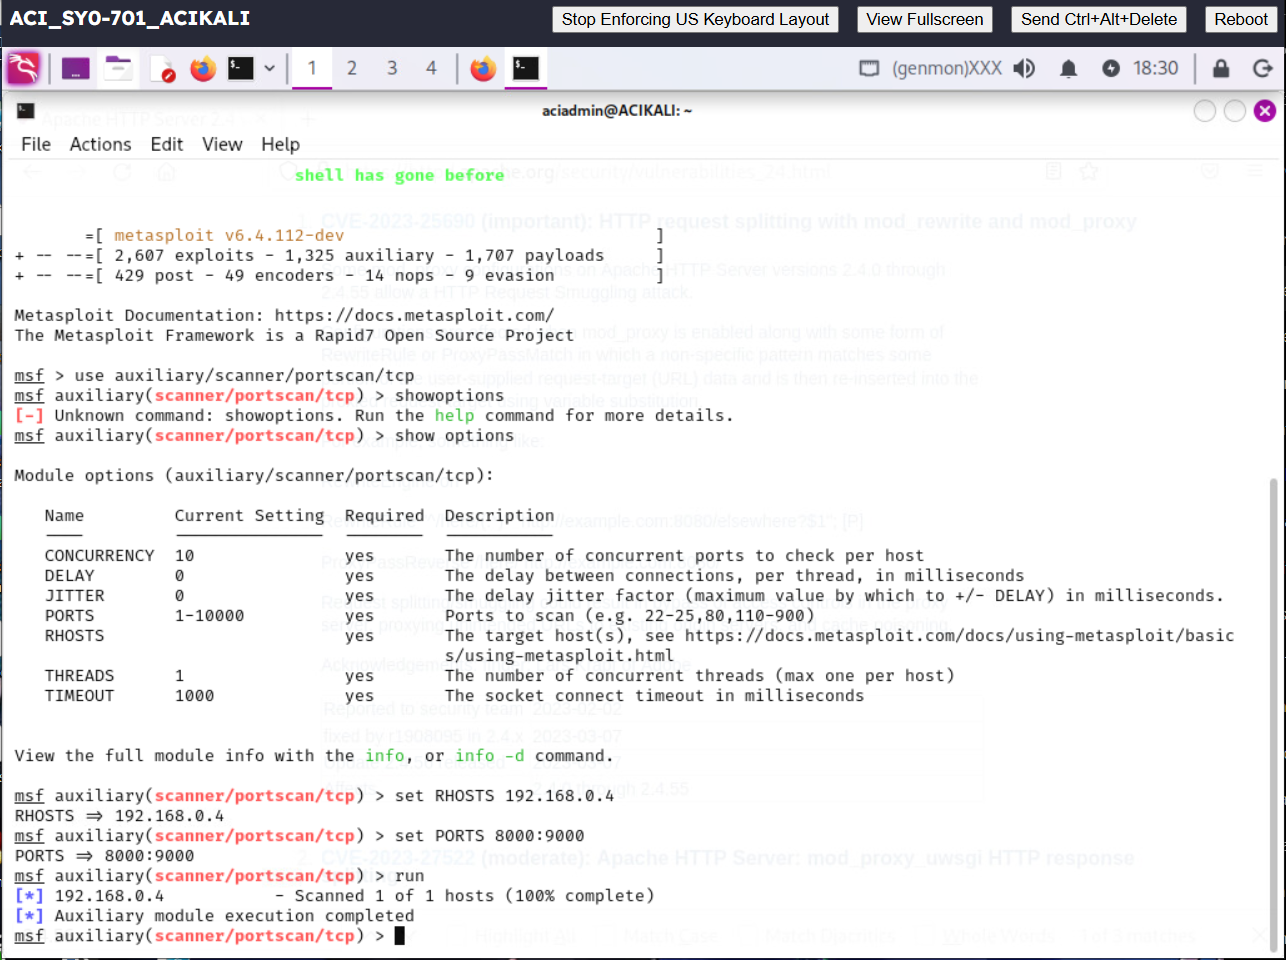 ACI_SY0-701_ACIKALI
Stop Enforcing US Keyboard Layout
View Fullscreen
Send Ctrl+Alt+Delete
Reboot
1 2 3 4
(genmon)XXX
18:30
aciadmin@ACIKALI: ~
File Actions Edit View Help
shell has gone before
=[ metasploit v6.4.112-dev ]
+ -- --=[ 2,607 exploits - 1,325 auxiliary - 1,707 payloads ]
+ -- --=[ 429 post - 49 encoders - 14 nops - 9 evasion ]
Metasploit Documentation: https://docs.metasploit.com/
The Metasploit Framework is a Rapid7 Open Source Project
msf > use auxiliary/scanner/portscan/tcp
msf auxiliary(scanner/portscan/tcp) > showoptions
[-] Unknown command: showoptions. Run the help command for more details.
msf auxiliary(scanner/portscan/tcp) > show options
Module options (auxiliary/scanner/portscan/tcp):
Name Current Setting Required Description
CONCURRENCY 10 yes The number of concurrent ports to check per host
DELAY 0 yes The delay between connections, per thread, in milliseconds
JITTER 0 yes The delay jitter factor (maximum value by which to +/- DELAY) in milliseconds.
PORTS 1-10000 yes Ports to scan (e.g. 22-25,80,110-900)
RHOSTS yes The target host(s), see https://docs.metasploit.com/docs/using-metasploit/basic
s/using-metasploit.html
THREADS 1 yes The number of concurrent threads (max one per host)
TIMEOUT 1000 yes The socket connect timeout in milliseconds
View the full module info with the info, or info -d command.
msf auxiliary(scanner/portscan/tcp) > set RHOSTS 192.168.0.4
RHOSTS => 192.168.0.4
msf auxiliary(scanner/portscan/tcp) > set PORTS 8000:9000
PORTS => 8000:9000
msf auxiliary(scanner/portscan/tcp) > run
[*] 192.168.0.4 - Scanned 1 of 1 hosts (100% complete)
[*] Auxiliary module execution completed
msf auxiliary(scanner/portscan/tcp) >